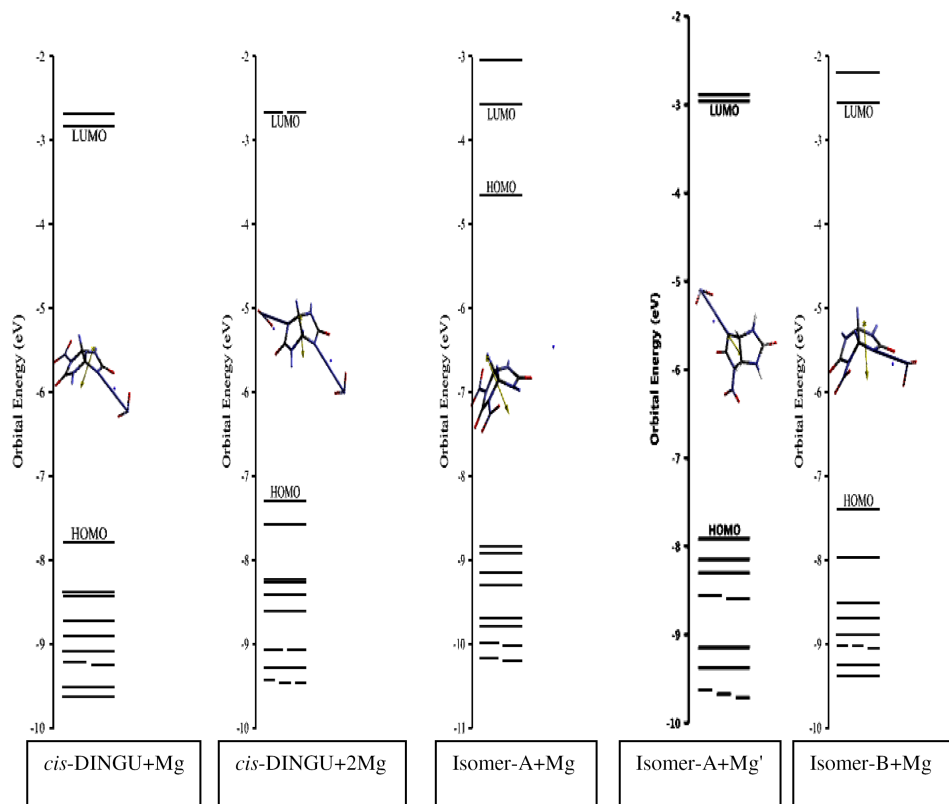 -2
-3
-4
-5
-6
-7
-8
-9
-10
Orbital Energy (eV)
LUMO
HOMO
cis-DINGU+Mg
-2
-3
-4
-5
-6
-7
-8
-9
-10
Orbital Energy (eV)
LUMO
HOMO
cis-DINGU+2Mg
-3
-4
-5
-6
-7
-8
-9
-10
-11
Orbital Energy (eV)
LUMO
HOMO
Isomer-A+Mg
-2
-3
-4
-5
-6
-7
-8
-9
-10
Orbital Energy (eV)
LUMO
HOMO
Isomer-A+Mg'
-2
-3
-4
-5
-6
-7
-8
-9
-10
Orbital Energy (eV)
LUMO
HOMO
Isomer-B+Mg